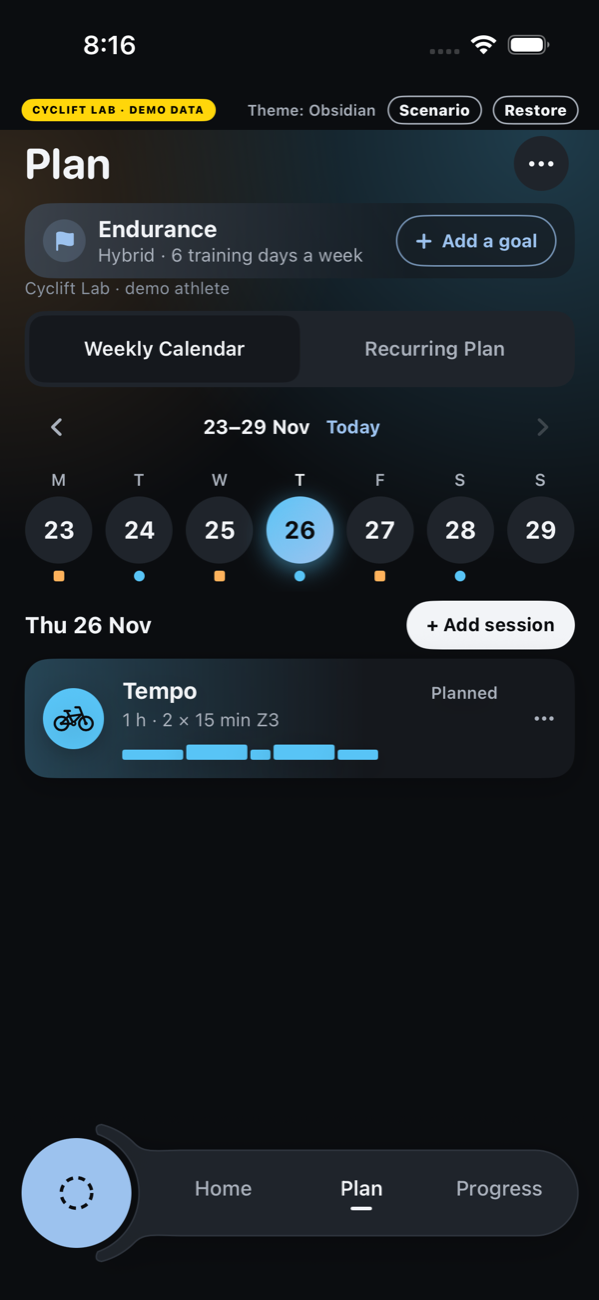 8:16
CYCLIFT LAB · DEMO DATA
Theme: Obsidian
Scenario
Restore
Plan
Endurance
Hybrid · 6 training days a week
+ Add a goal
Cyclift Lab · demo athlete
Weekly Calendar
Recurring Plan
23–29 Nov
Today
M T W T F S S
23 24 25 26 27 28 29
Thu 26 Nov
+ Add session
Tempo
Planned
1 h · 2 × 15 min Z3
Home
Plan
Progress